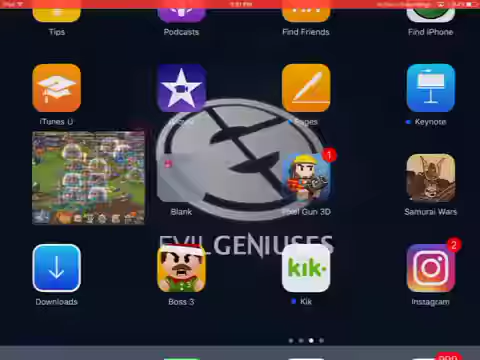 Tips Podcasts Find Friends Find iPhone
iTunes U iMovie Pages Keynote
1
Blank Pixel Gun 3D Samurai Wars
EVIL GENIUSES
kik.
2
Downloads Boss 3 Kik Instagram